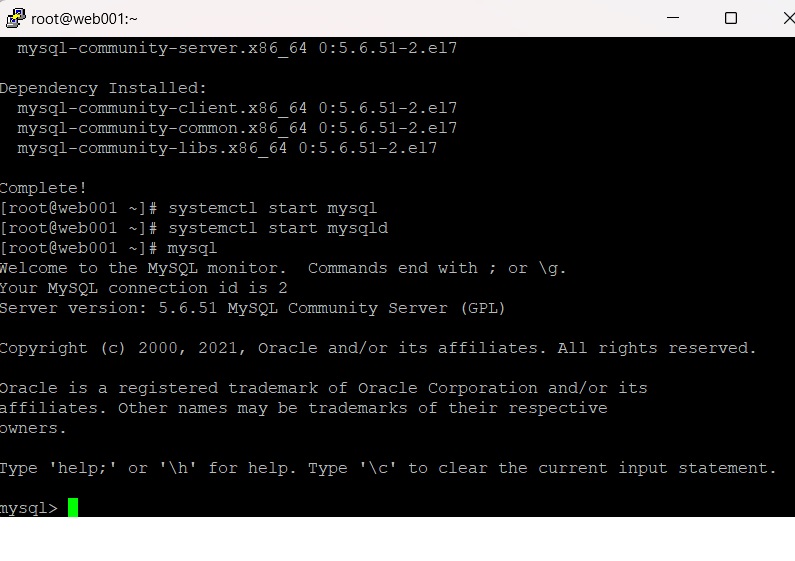 root@web001:~
mysql-community-server.x86_64 0:5.6.51-2.el7
Dependency Installed:
mysql-community-client.x86_64 0:5.6.51-2.el7
mysql-community-common.x86_64 0:5.6.51-2.el7
mysql-community-libs.x86_64 0:5.6.51-2.el7
Complete!
[root@web001 ~]# systemctl start mysql
[root@web001 ~]# systemctl start mysqld
[root@web001 ~]# mysql
Welcome to the MySQL monitor.  Commands end with ; or \g.
Your MySQL connection id is 2
Server version: 5.6.51 MySQL Community Server (GPL)
Copyright (c) 2000, 2021, Oracle and/or its affiliates. All rights reserved.
Oracle is a registered trademark of Oracle Corporation and/or its
affiliates. Other names may be trademarks of their respective
owners.
Type 'help;' or '\h' for help. Type '\c' to clear the current input statement.
mysql>